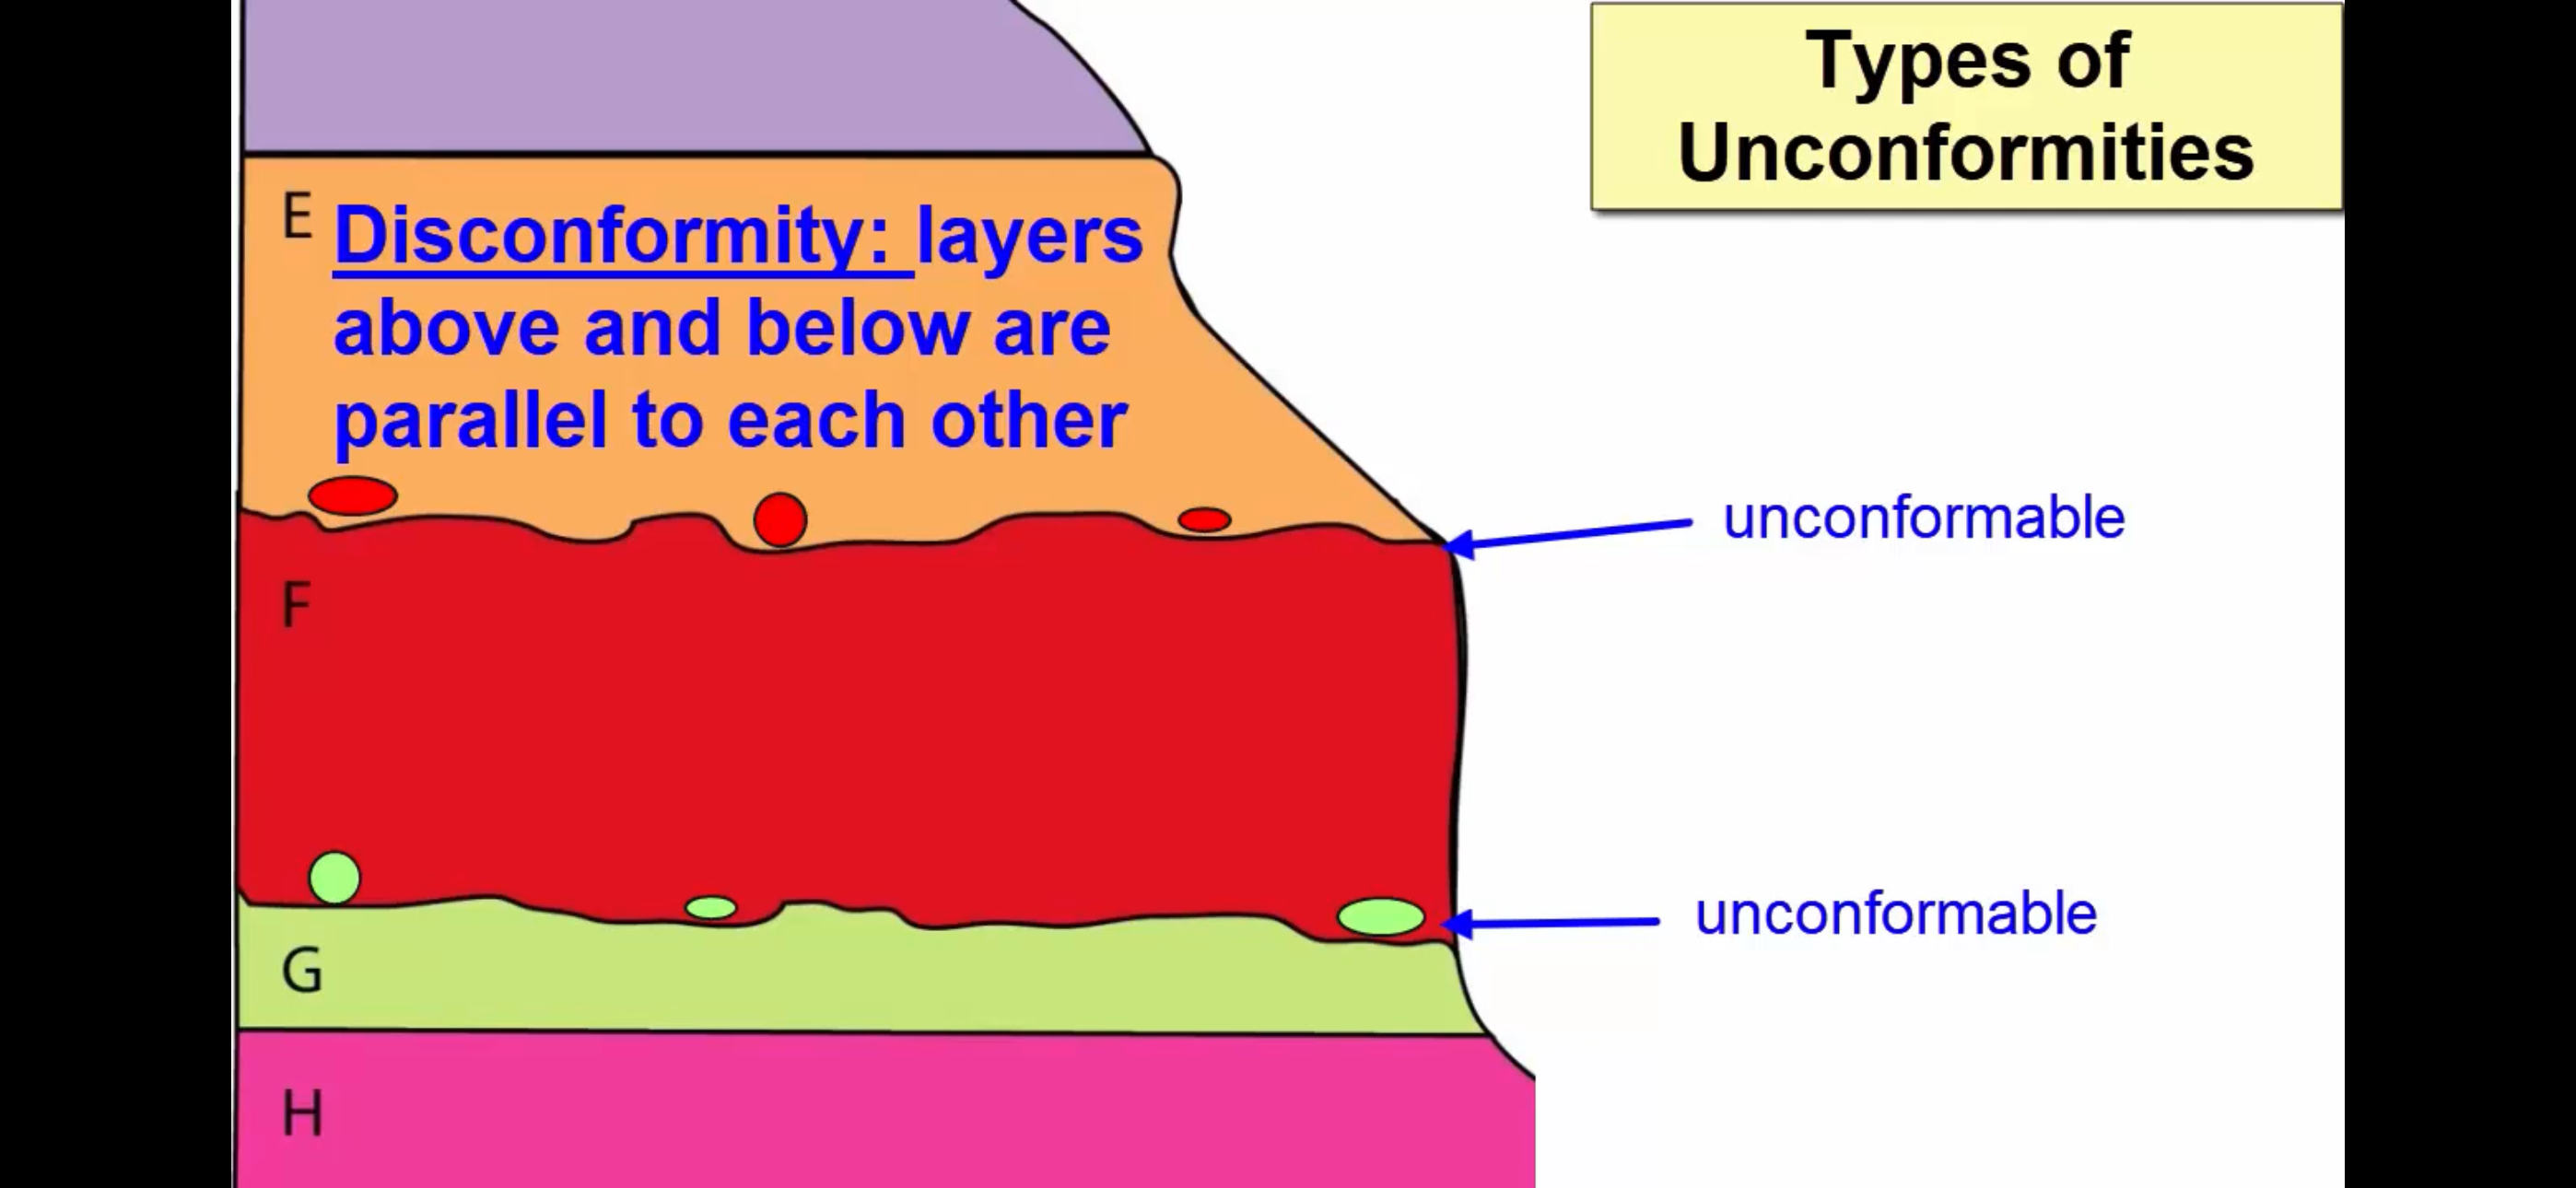 Types of
Unconformities
E
Disconformity: layers
above and below are
parallel to each other
unconformable
F
unconformable
G
H